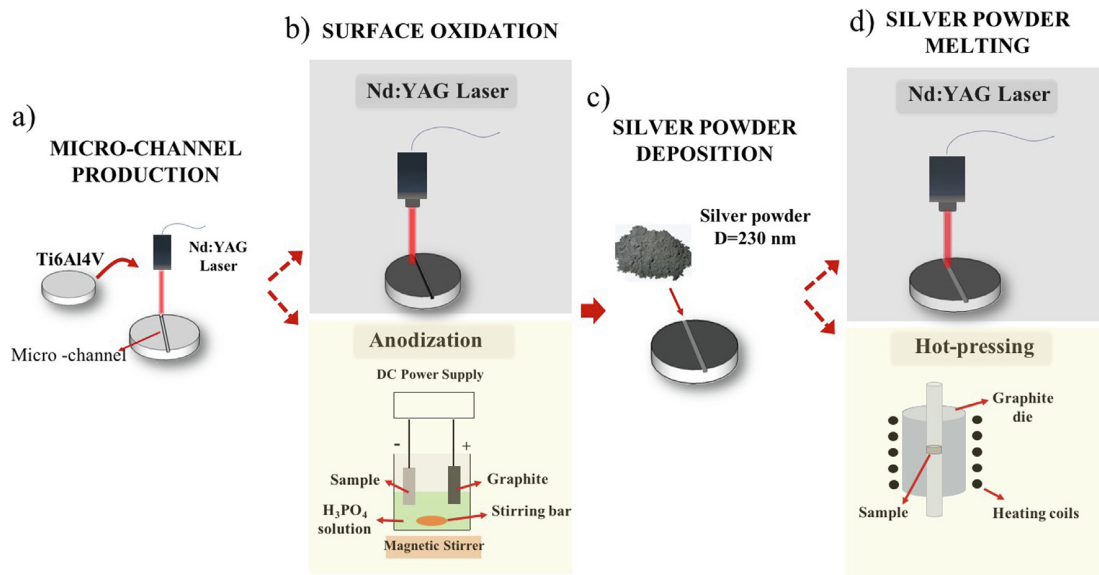 a)
MICRO-CHANNEL
PRODUCTION
Ti6Al4V
Nd:YAG
Laser
Micro -channel
b)
SURFACE OXIDATION
Nd:YAG Laser
Anodization
DC Power Supply
-
+
Sample
Graphite
H₃PO₄
solution
Stirring bar
Magnetic Stirrer
c)
SILVER POWDER
DEPOSITION
Silver powder
D=230 nm
d)
SILVER POWDER
MELTING
Nd:YAG Laser
Hot-pressing
Graphite
die
Sample
Heating coils